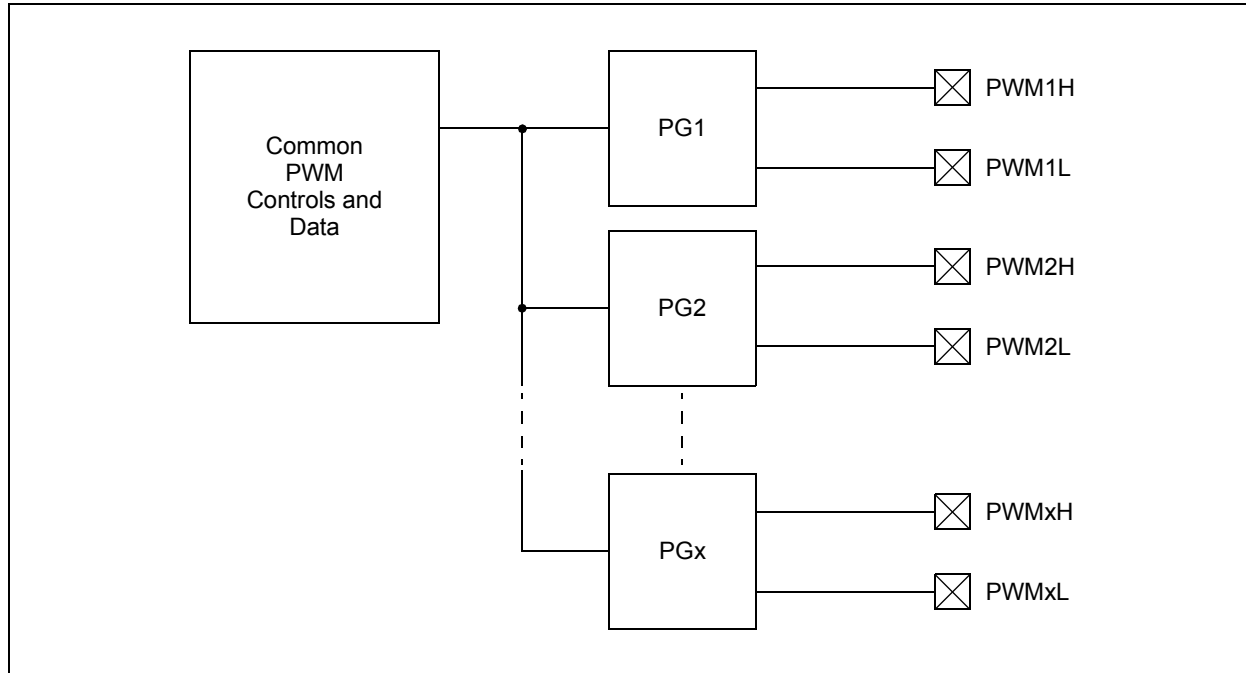 Common
PWM
Controls and
Data
PG1
PWM1H
PWM1L
PG2
PWM2H
PWM2L
PGx
PWMxH
PWMxL